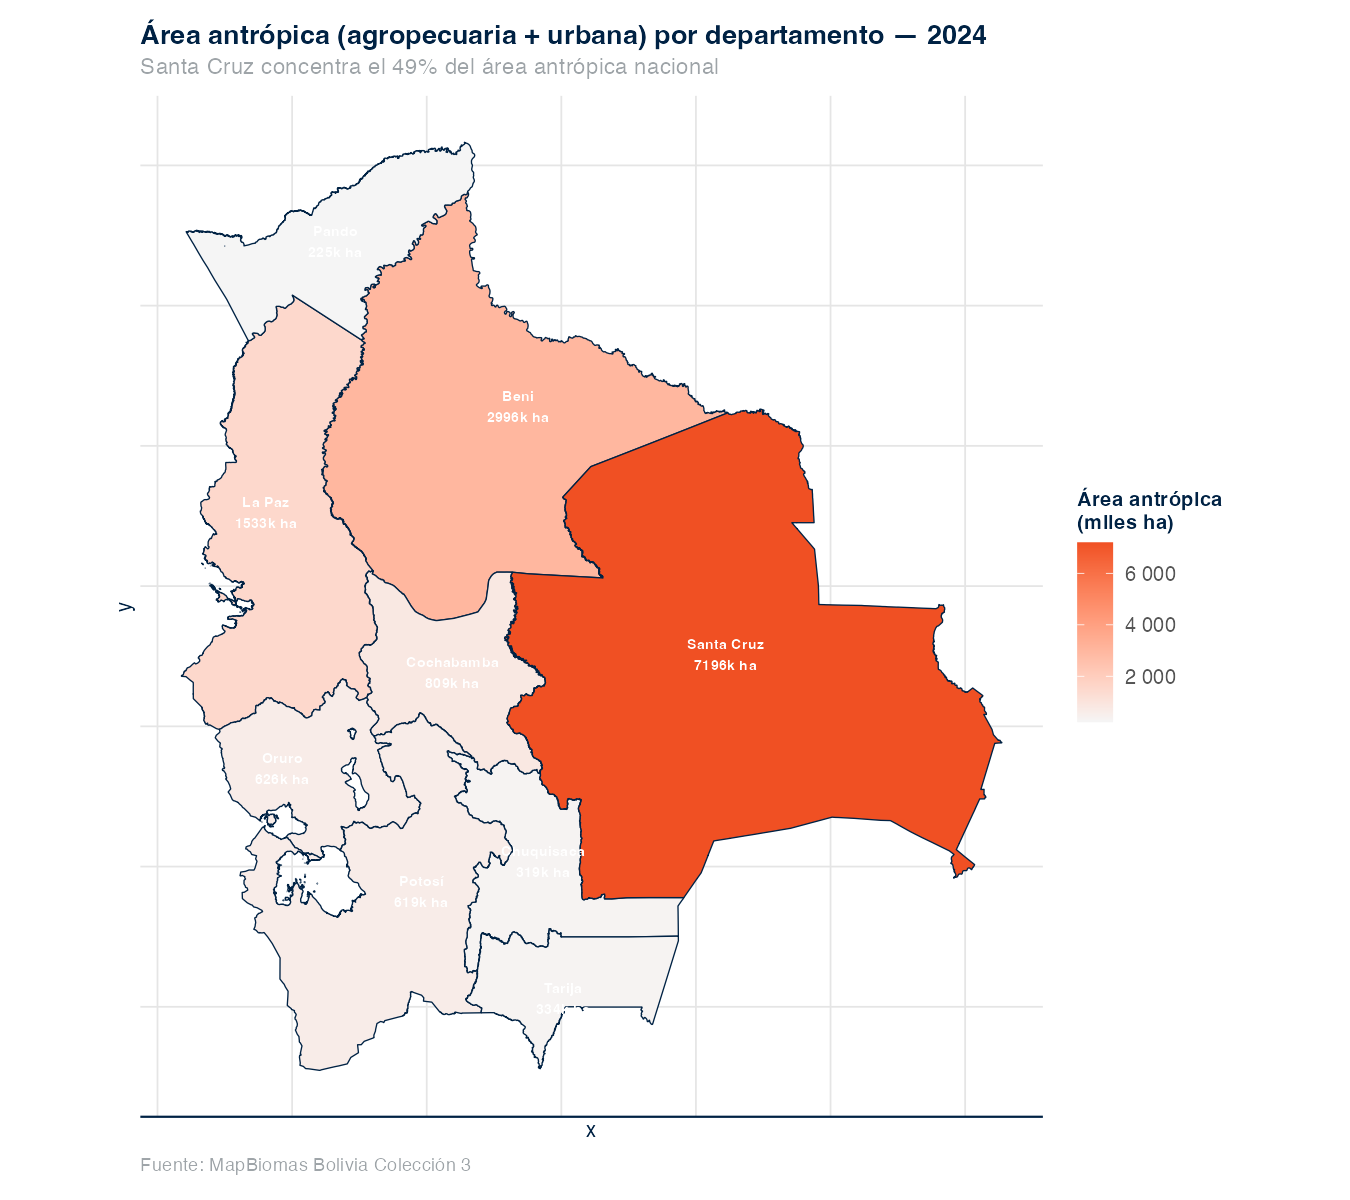 Área antrópica (agropecuaria + urbana) por departamento — 2024
Santa Cruz concentra el 49% del área antrópica nacional
Pando
225k ha
Beni
2996k ha
La Paz
1533k ha
Santa Cruz
7196k ha
Cochabamba
809k ha
Oruro
626k ha
Chuquisaca
319k ha
Potosí
619k ha
Tarija
Área antrópica
(miles ha)
6 000
4 000
2 000
y
x
Fuente: MapBiomas Bolivia Colección 3